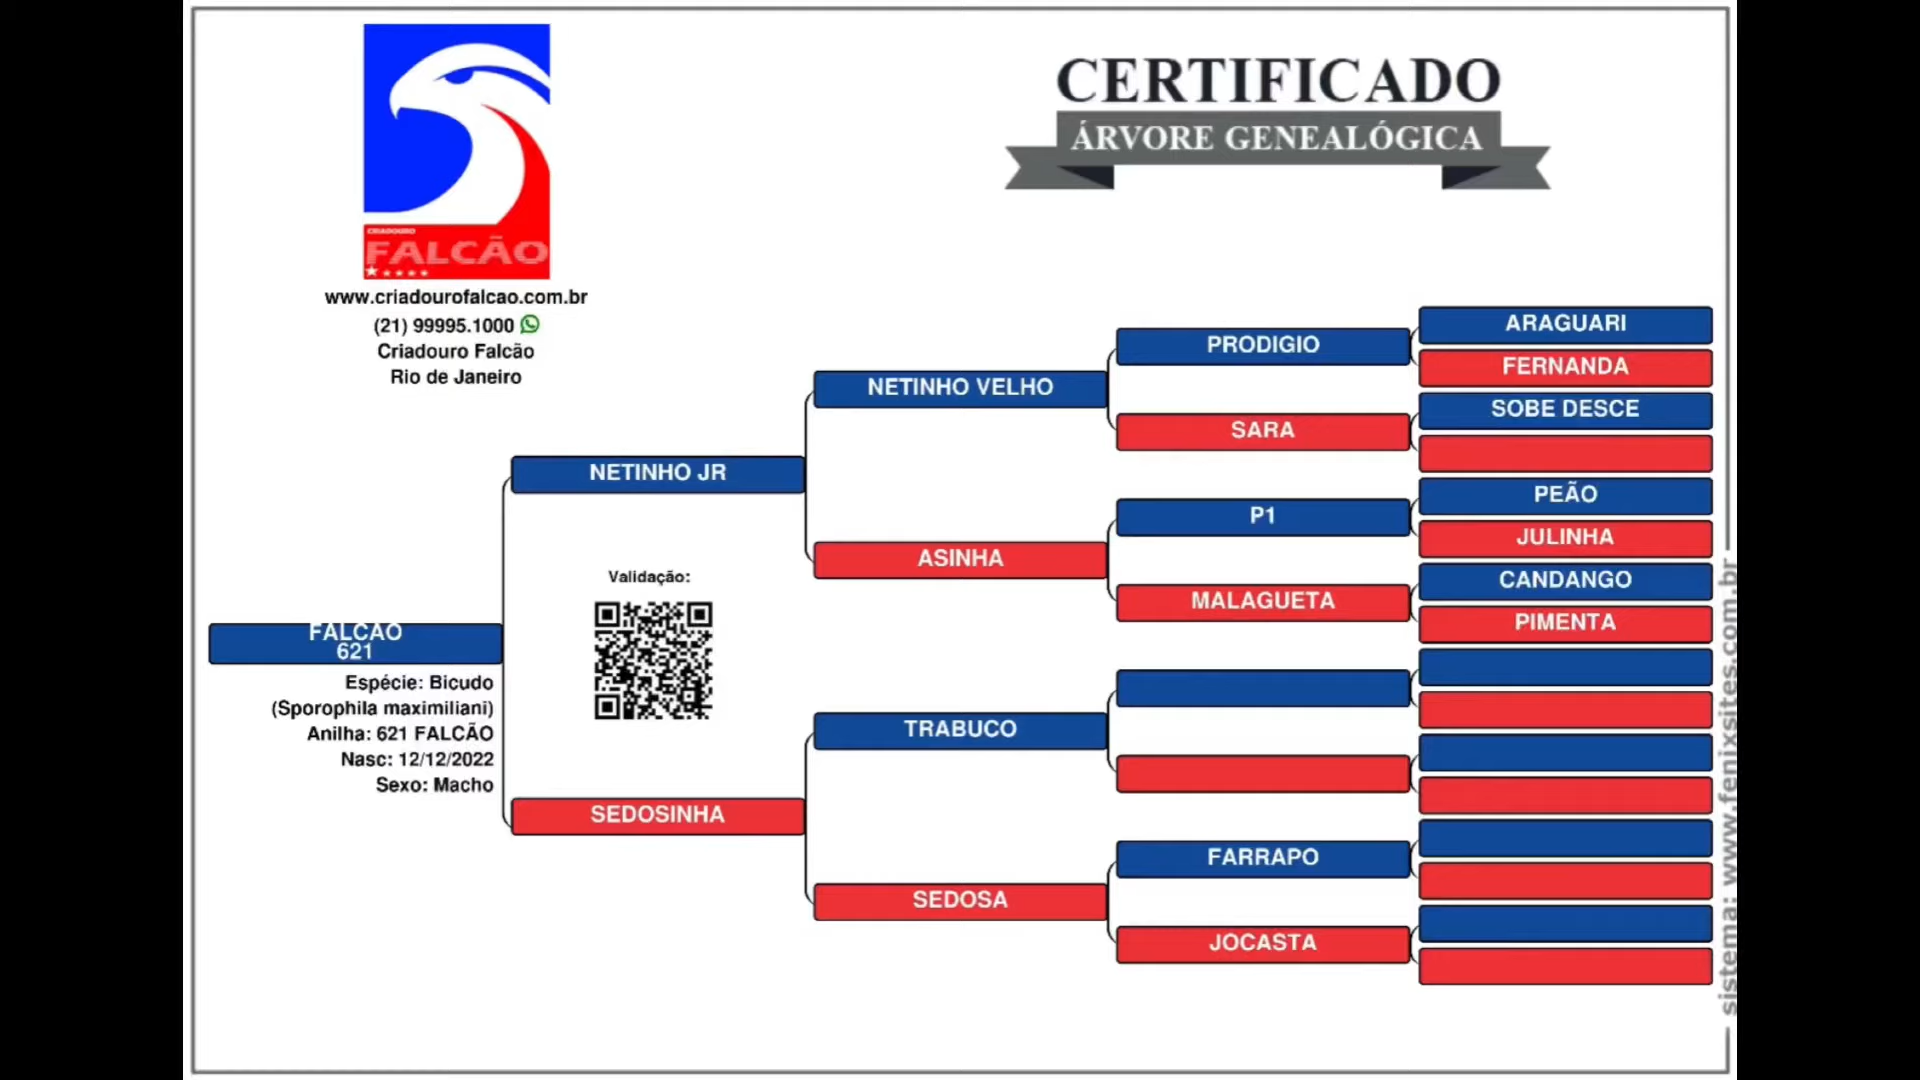 CRIADOURO
FALCÃO
www.criadourofalcao.com.br
(21) 99995.1000
Criadouro Falcão
Rio de Janeiro
CERTIFICADO
ÁRVORE GENEALÓGICA
FALCÃO
621
Espécie: Bicudo
(Sporophila maximiliani)
Anilha: 621 FALCÃO
Nasc: 12/12/2022
Sexo: Macho
NETINHO JR
Validação:
SEDOSINHA
NETINHO VELHO
ASINHA
TRABUCO
SEDOSA
PRODIGIO
SARA
P1
MALAGUETA
FARRAPO
JOCASTA
ARAGUARI
FERNANDA
SOBE DESCE
PEÃO
JULINHA
CANDANGO
PIMENTA
sistema: www.fenixsites.com.br